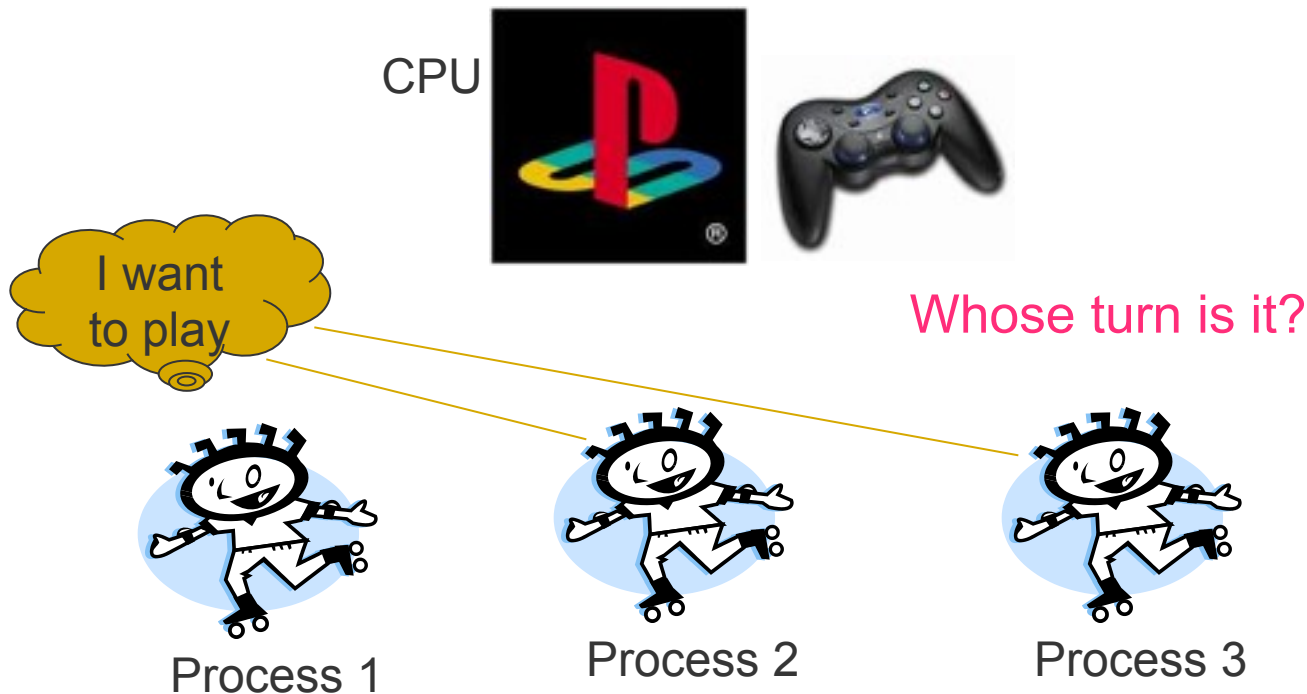 CPU
®
I want
to play
Whose turn is it?
Process 1
Process 2
Process 3